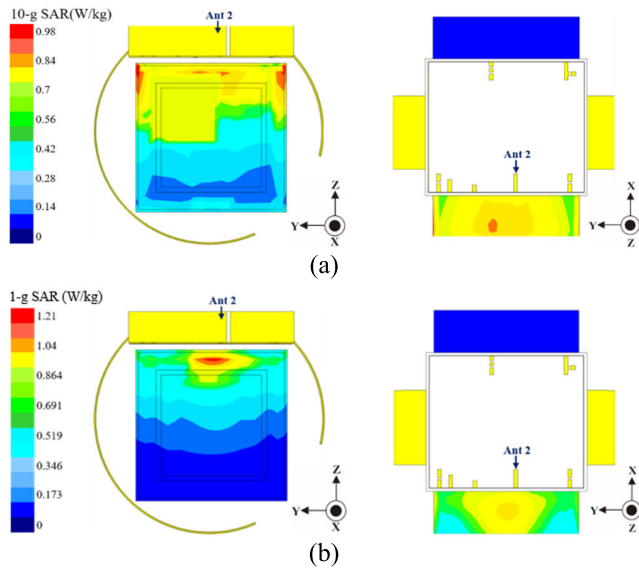 10-g SAR(W/kg)
0.98
0.84
0.7
0.56
0.42
0.28
0.14
0
Ant 2
Z
Y
X
Ant 2
X
Y
Z
(a)
1-g SAR (W/kg)
1.21
1.04
0.864
0.691
0.519
0.346
0.173
0
Ant 2
Z
Y
X
Ant 2
X
Y
Z
(b)